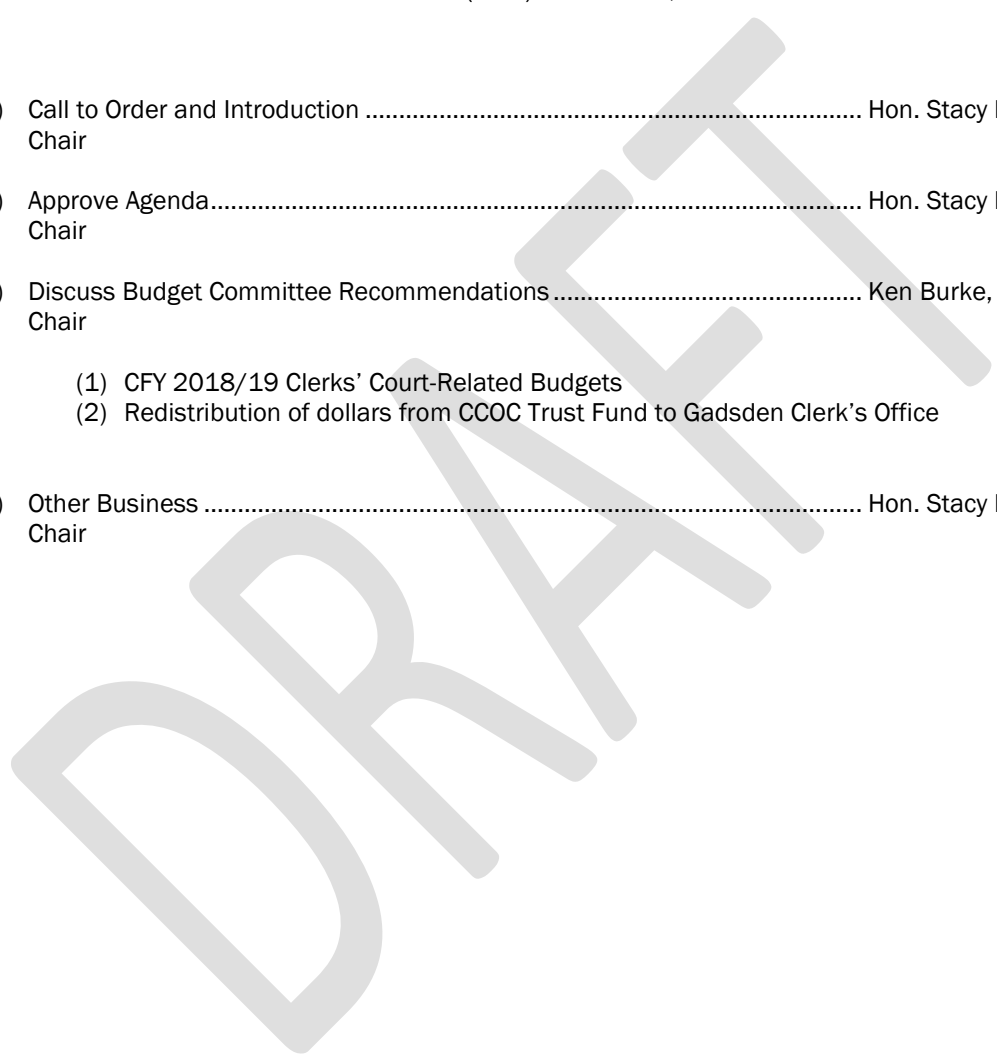 ) Call to Order and Introduction .......................................................................... Hon. Stacy
Chair
) Approve Agenda................................................................................................. Hon. Stacy
Chair
) Discuss Budget Committee Recommendations .............................................. Ken Burke,
Chair
(1) CFY 2018/19 Clerks’ Court-Related Budgets
(2) Redistribution of dollars from CCOC Trust Fund to Gadsden Clerk’s Office
) Other Business .................................................................................................. Hon. Stacy
Chair
DRAFT